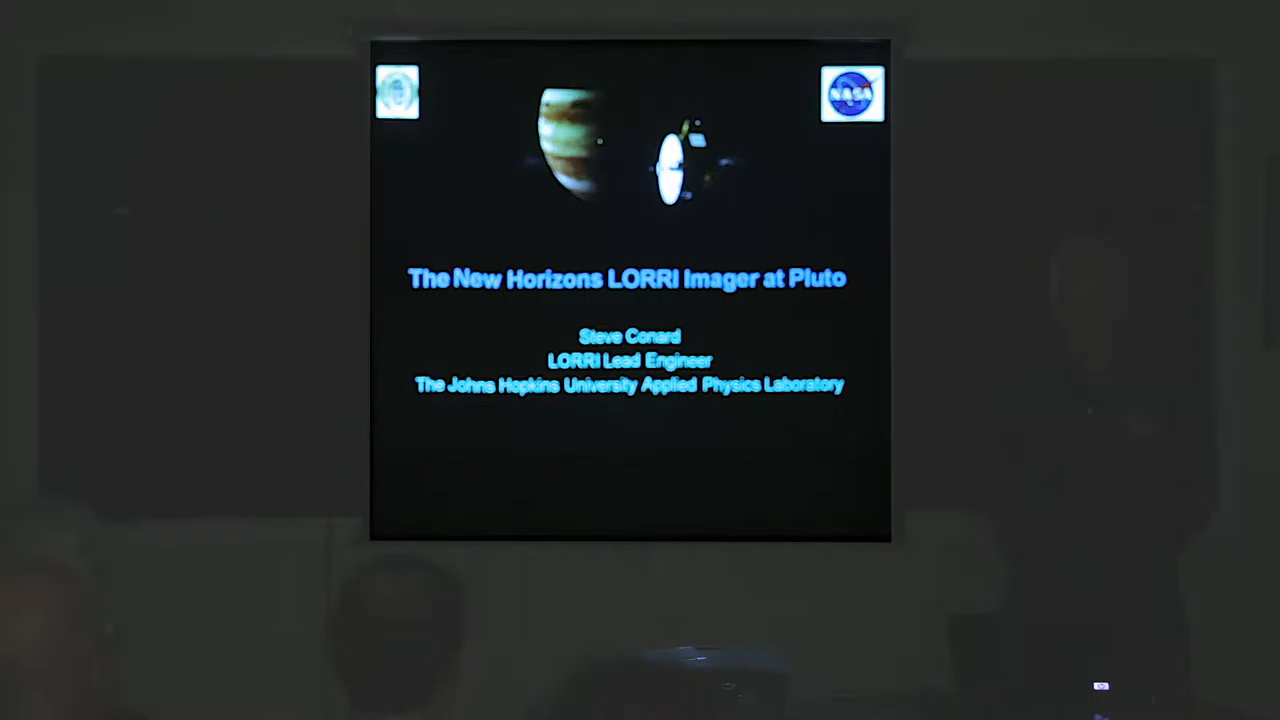 NASA
The New Horizons LORRI Imager at Pluto
Steve Conard
LORRI Lead Engineer
The Johns Hopkins University Applied Physics Laboratory